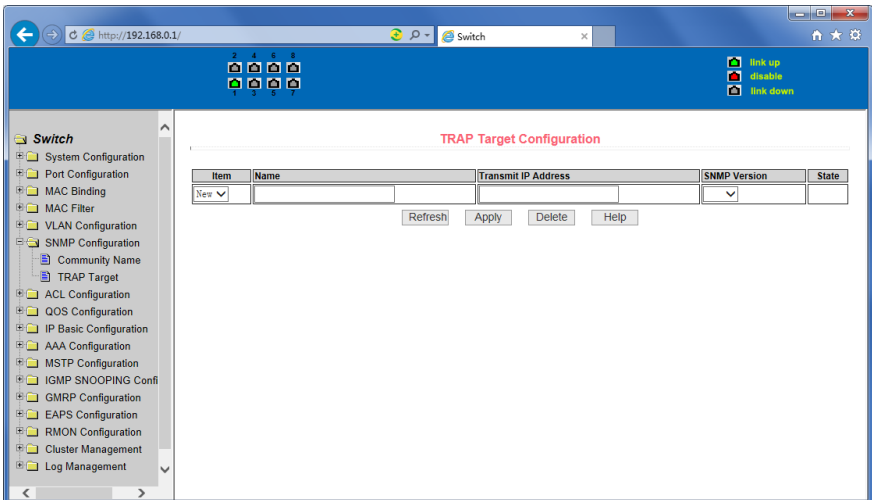 http://192.168.0.1/
Switch
2 4 6 8
1 3 5 7
link up
disable
link down
Switch
System Configuration
Port Configuration
MAC Binding
MAC Filter
VLAN Configuration
SNMP Configuration
Community Name
TRAP Target
ACL Configuration
QOS Configuration
IP Basic Configuration
AAA Configuration
MSTP Configuration
IGMP SNOOPING Confi
GMRP Configuration
EAPS Configuration
RMON Configuration
Cluster Management
Log Management
TRAP Target Configuration
Item Name Transmit IP Address SNMP Version State
New
Refresh Apply Delete Help